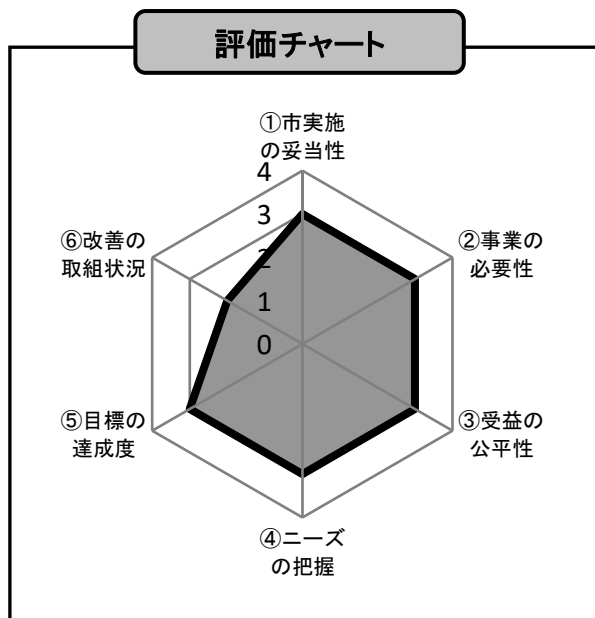 評価チャート
①市実施
の妥当性
4
3
2
1
0
②事業の
必要性
③受益の
公平性
④ニーズ
の把握
⑤目標の
達成度
⑥改善の
取組状況